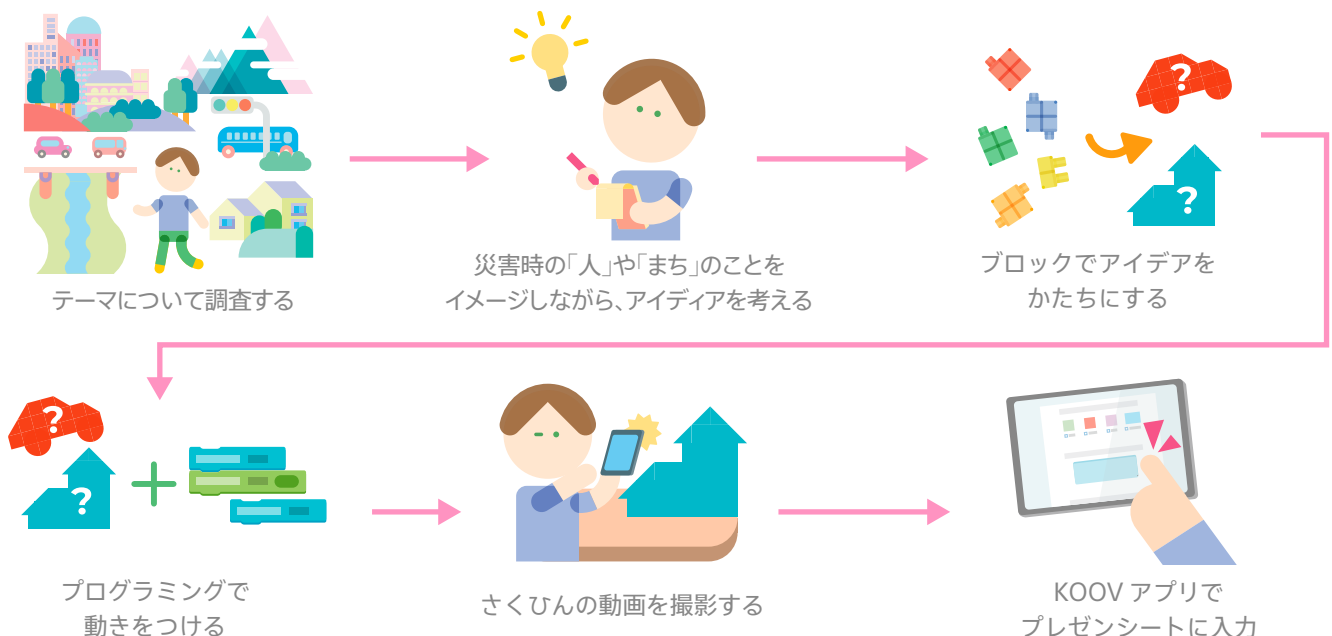 テーマについて調査する
災害時の「人」や「まち」のことを
イメージしながら、アイディアを考える
?
?
ブロックでアイデアを
かたちにする
?
?
プログラミングで
動きをつける
さくひんの動画を撮影する
KOOV アプリで
プレゼンシートに入力